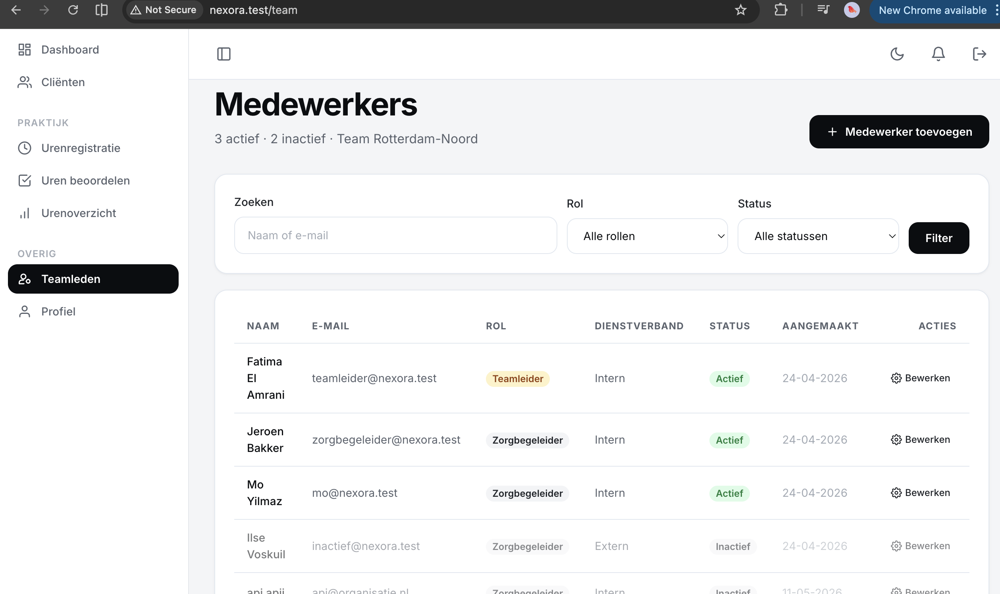 Not Secure
nexora.test/team
New Chrome available
Dashboard
Cliënten
PRAKTIJK
Urenregistratie
Uren beoordelen
Urenoverzicht
OVERIG
Teamleden
Profiel
Medewerkers
3 actief · 2 inactief · Team Rotterdam-Noord
+ Medewerker toevoegen
Zoeken
Naam of e-mail
Rol
Alle rollen
Status
Alle statussen
Filter
NAAM E-MAIL ROL DIENSTVERBAND STATUS AANGEMAAKT ACTIES
Fatima
El
Amrani
teamleider@nexora.test Teamleider Intern Actief 24-04-2026 Bewerken
Jeroen
Bakker
zorgbegeleider@nexora.test Zorgbegeleider Intern Actief 24-04-2026 Bewerken
Mo
Yilmaz
mo@nexora.test Zorgbegeleider Intern Actief 24-04-2026 Bewerken
Ilse
Voskuil
inactief@nexora.test Zorgbegeleider Extern Inactief 24-04-2026 Bewerken
api apii api@organisatie.nl Zorgbegeleider Intern Inactief 11-05-2026 Bewerken